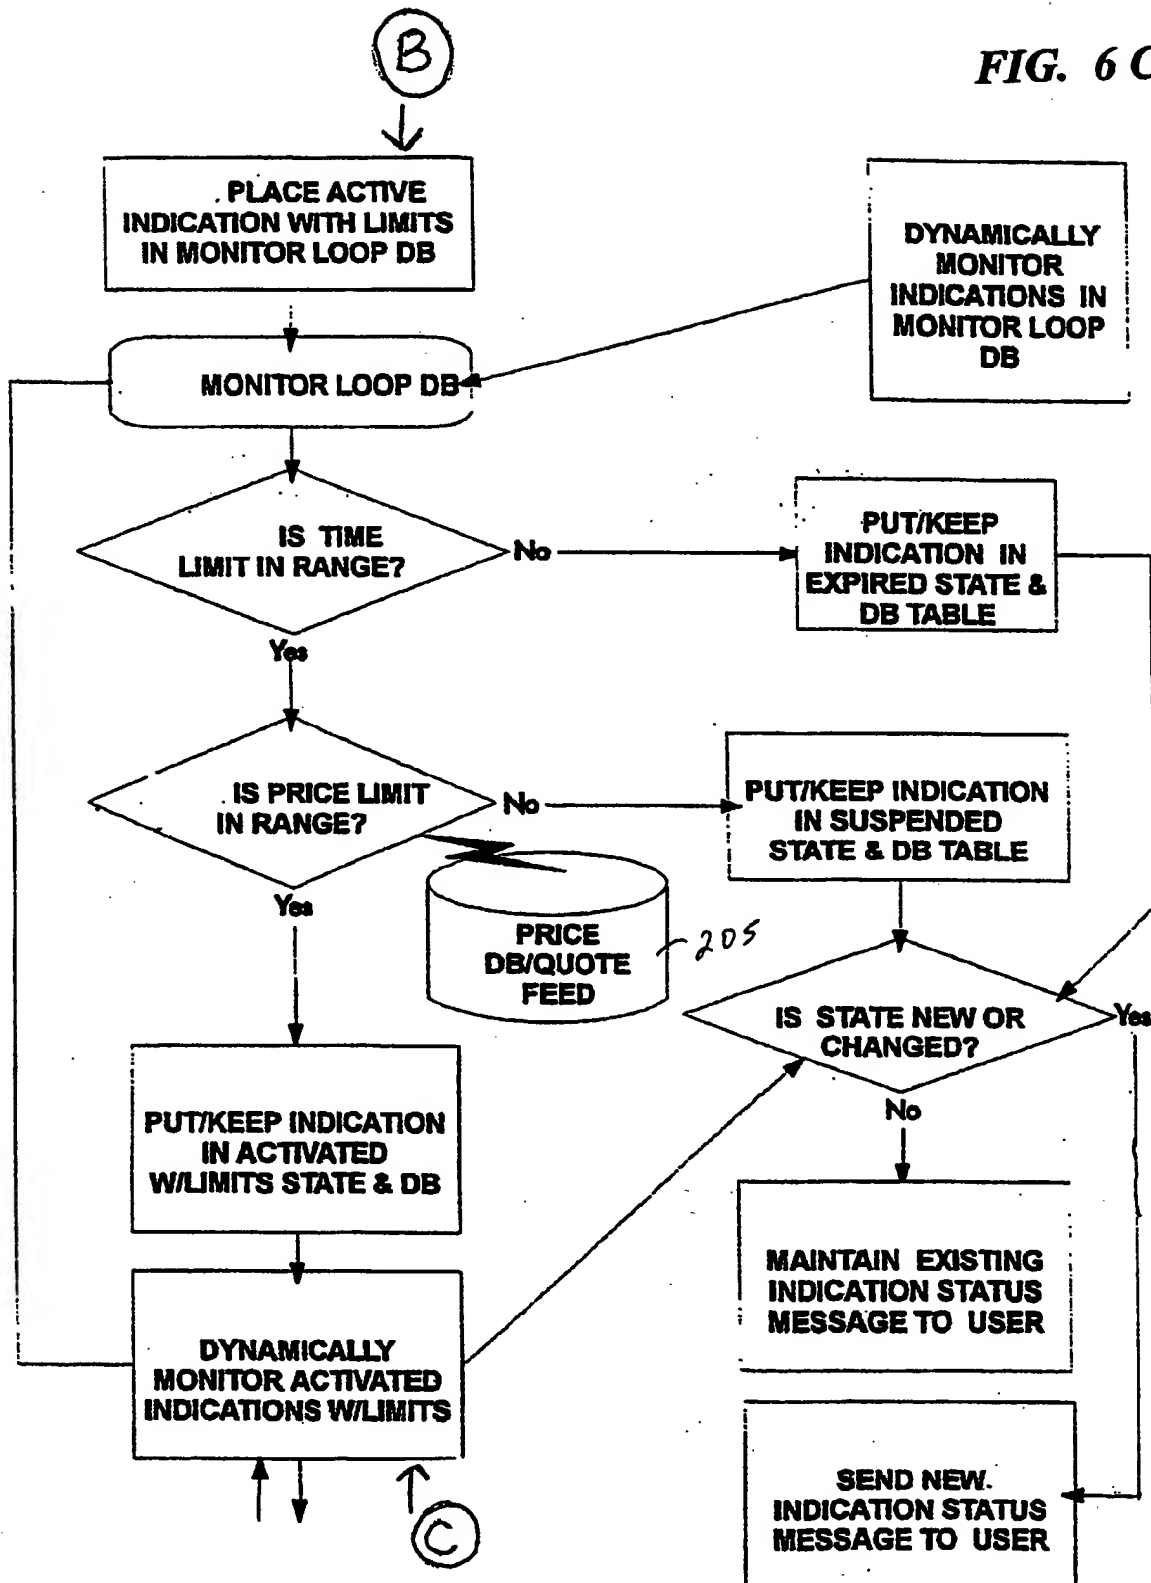 B
FIG. 6 C
PLACE ACTIVE
INDICATION WITH LIMITS
IN MONITOR LOOP DB
DYNAMICALLY
MONITOR
INDICATIONS IN
MONITOR LOOP
DB
MONITOR LOOP DB
IS TIME
LIMIT IN RANGE?
No
PUT/KEEP
INDICATION IN
EXPIRED STATE &
DB TABLE
Yes
IS PRICE LIMIT
IN RANGE?
No
PUT/KEEP INDICATION
IN SUSPENDED
STATE & DB TABLE
Yes
PRICE
DB/QUOTE
FEED
205
IS STATE NEW OR
CHANGED?
Yes
No
PUT/KEEP INDICATION
IN ACTIVATED
W/LIMITS STATE & DB
MAINTAIN EXISTING
INDICATION STATUS
MESSAGE TO USER
DYNAMICALLY
MONITOR ACTIVATED
INDICATIONS W/LIMITS
SEND NEW
INDICATION STATUS
MESSAGE TO USER
C